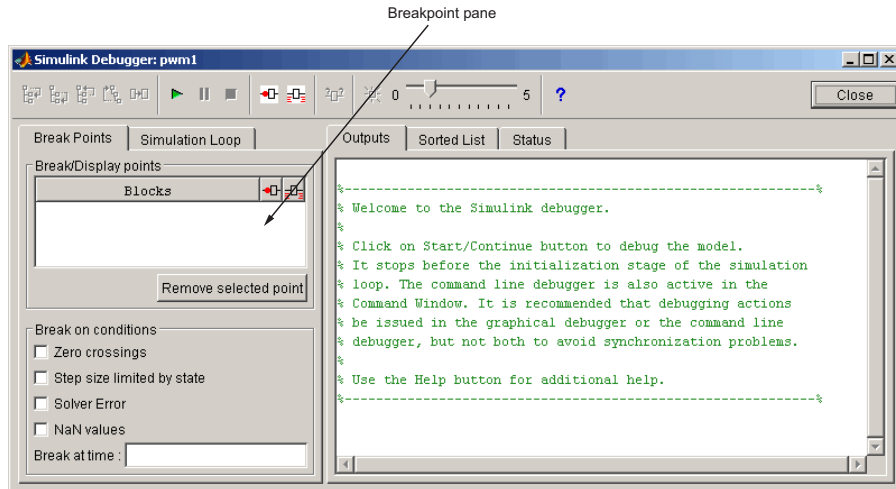 Breakpoint pane
Simulink Debugger: pwm1
0 5 ? Close
Break Points Simulation Loop
Outputs Sorted List Status
Break/Display points
Blocks
Remove selected point
Break on conditions
Zero crossings
Step size limited by state
Solver Error
NaN values
Break at time :
%----------------------------------------------------------------%
% Welcome to the Simulink debugger.
%
% Click on Start/Continue button to debug the model.
% It stops before the initialization stage of the simulation
% loop. The command line debugger is also active in the
% Command Window. It is recommended that debugging actions
% be issued in the graphical debugger or the command line
% debugger, but not both to avoid synchronization problems.
%
% Use the Help button for additional help.
%----------------------------------------------------------------%